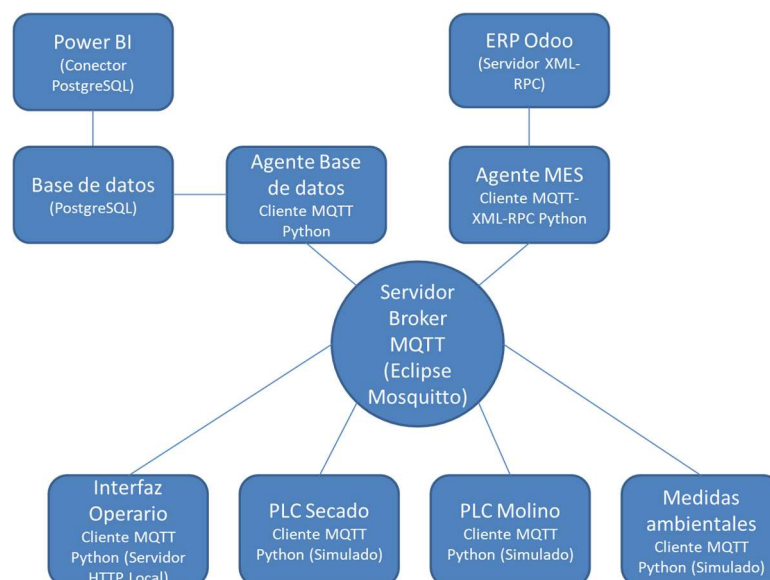 Power BI
(Conector
PostgreSQL)
ERP Odoo
(Servidor XML-
RPC)
Base de datos
(PostgreSQL)
Agente Base
de datos
Cliente MQTT
Python
Agente MES
Cliente MQTT-
XML-RPC Python
Servidor
Broker
MQTT
(Eclipse
Mosquitto)
Interfaz
Operario
Cliente MQTT
Python (Servidor
HTTP Local)
PLC Secado
Cliente MQTT
Python (Simulado)
PLC Molino
Cliente MQTT
Python (Simulado)
Medidas
ambientales
Cliente MQTT
Python (Simulado)